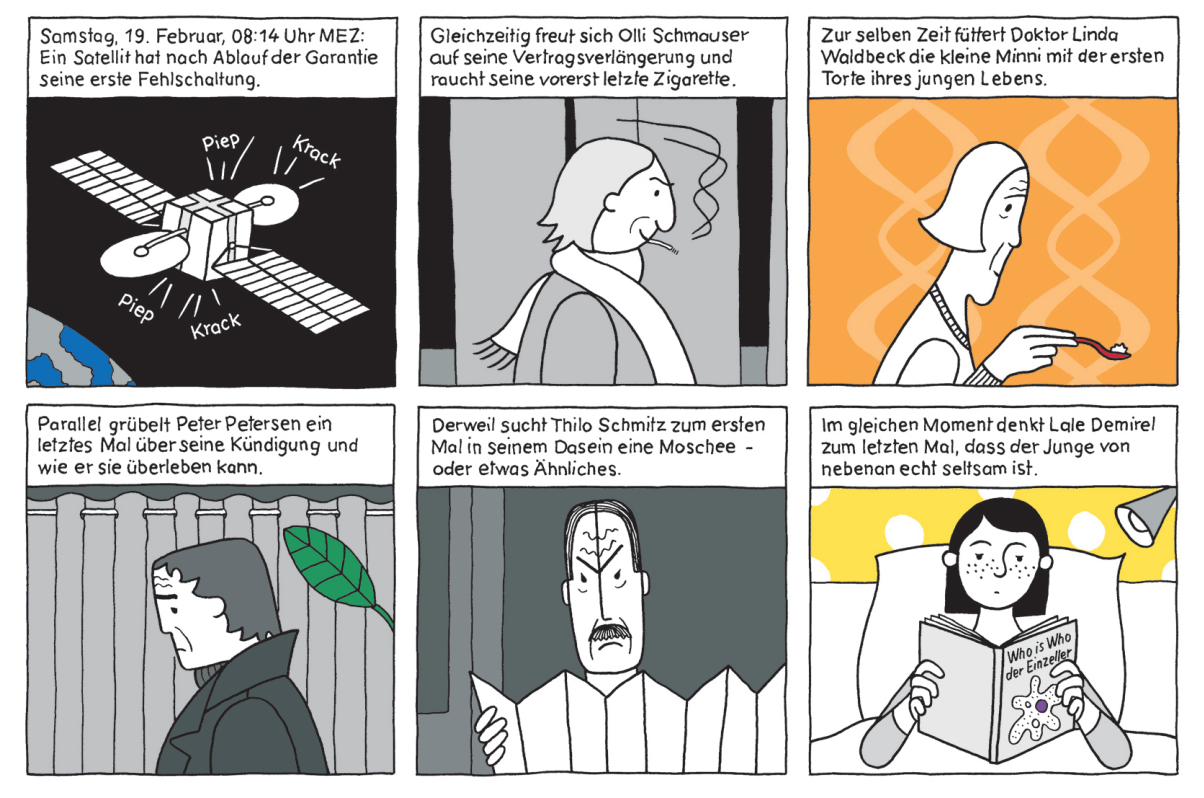 Samstag, 19. Februar, 08:14 Uhr MEZ:
Ein Satellit hat nach Ablauf der Garantie
seine erste Fehlschaltung.
Piep
Krack
Piep
Krack
Gleichzeitig freut sich Olli Schmauser
auf seine Vertragsverlängerung und
raucht seine vorerst letzte Zigarette.
Zur selben Zeit füttert Doktor Linda
Waldbeck die kleine Minni mit der ersten
Torte ihres jungen Lebens.
Parallel grübelt Peter Petersen ein
letztes Mal über seine Kündigung und
wie er sie überleben kann.
Derweil sucht Thilo Schmitz zum ersten
Mal in seinem Dasein eine Moschee -
oder etwas Ähnliches.
Im gleichen Moment denkt Lale Demirel
zum letzten Mal, dass der Junge von
nebenan echt seltsam ist.
Who is Who
der Einzeller